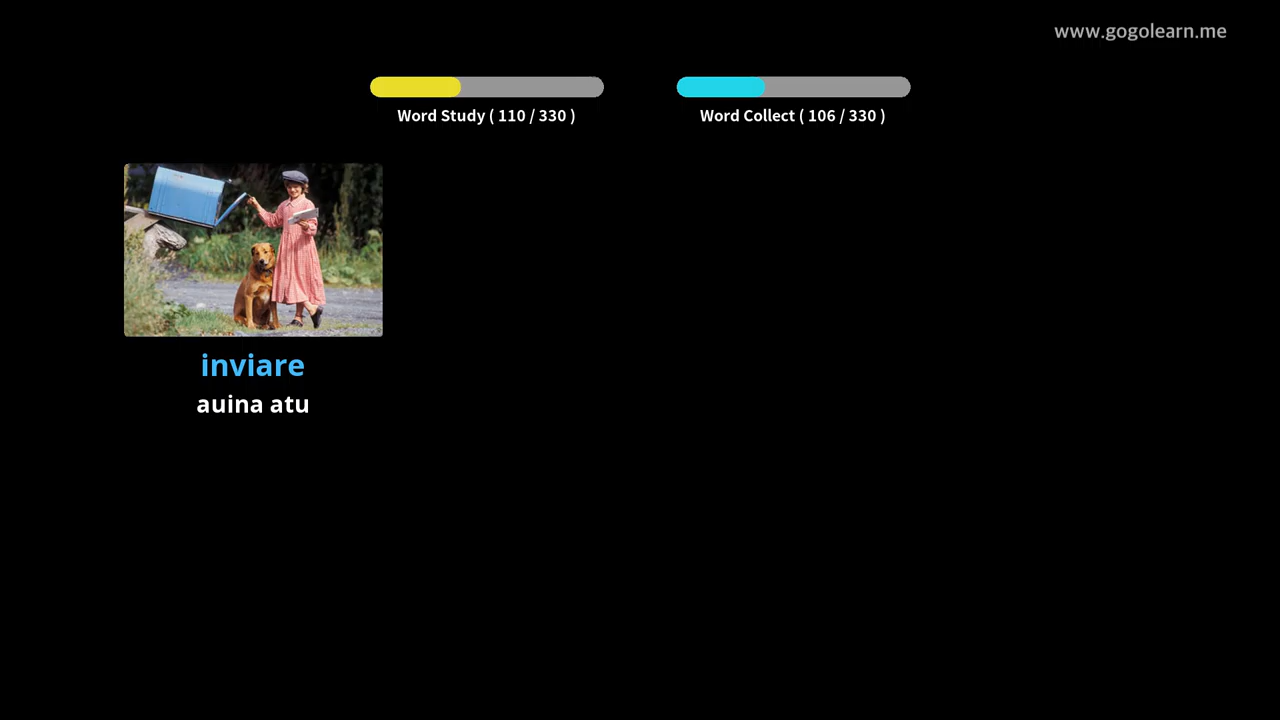 www.gogolearn.me
Word Study ( 110 / 330 )
Word Collect ( 106 / 330 )
inviare
auina atu